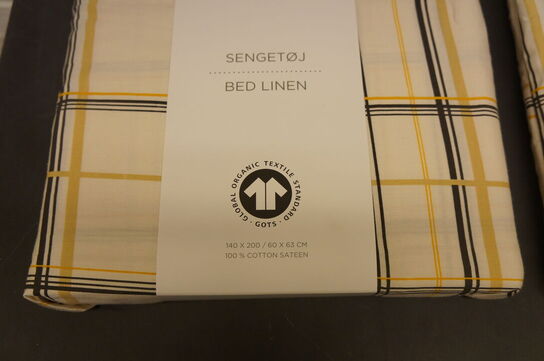 SENGETØJ
BED LINEN
GLOBAL ORGANIC TEXTILE STANDARD
· GOTS ·
140 X 200 / 60 X 63 CM
100 % COTTON SATEEN